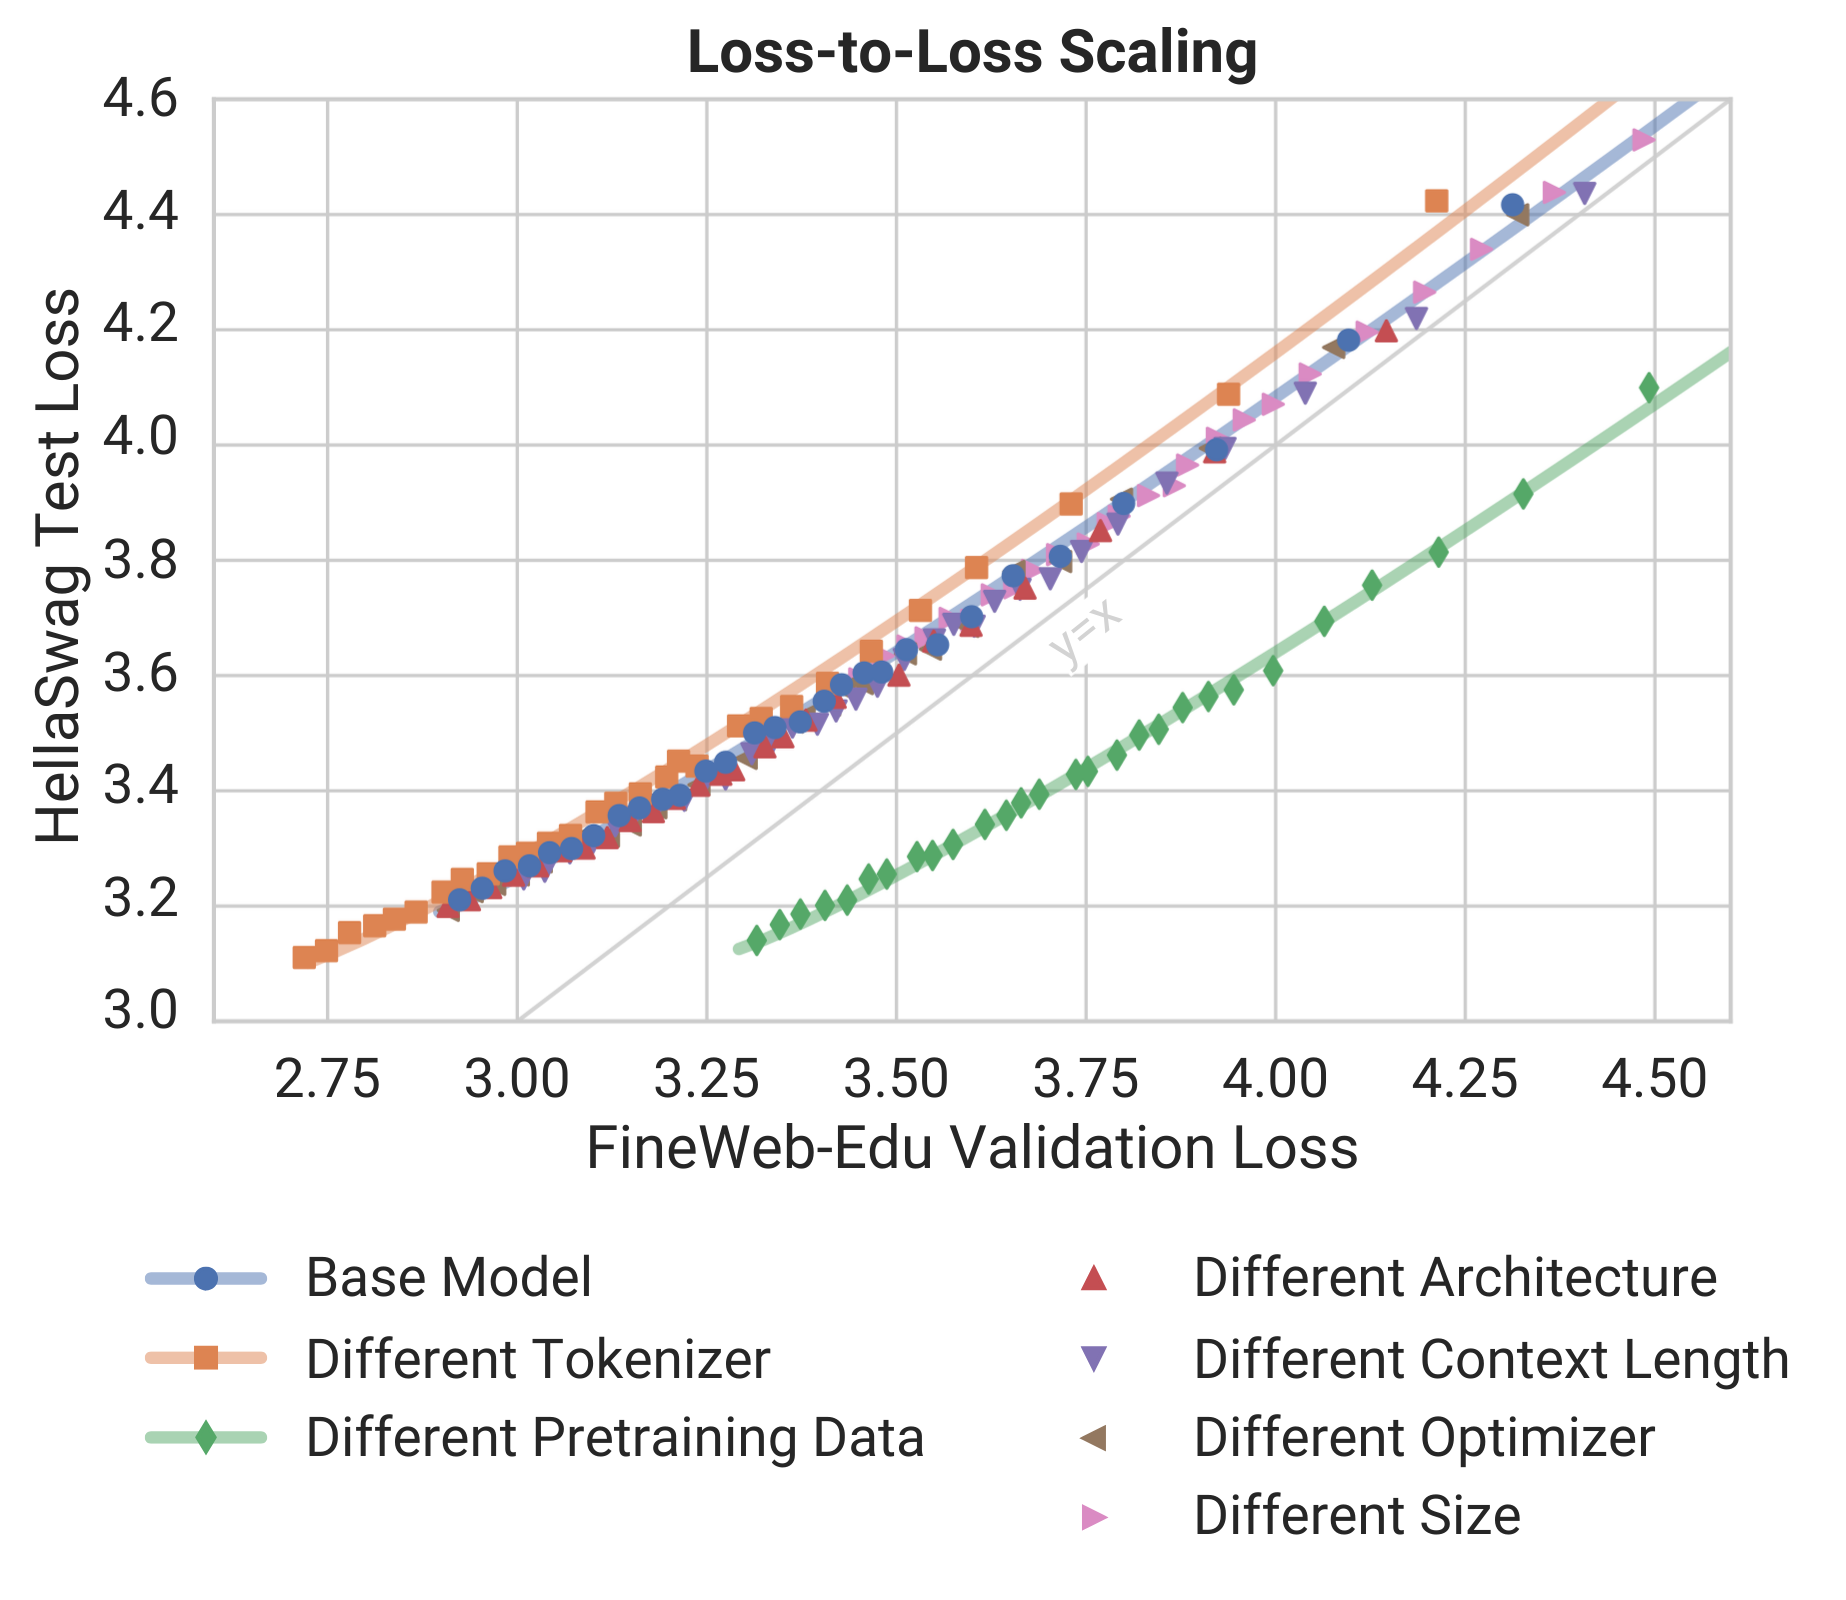 Loss-to-Loss Scaling
4.6
4.4
4.2
4.0
3.8
3.6
3.4
3.2
3.0
HellaSwag Test Loss
y=x
2.75 3.00 3.25 3.50 3.75 4.00 4.25 4.50
FineWeb-Edu Validation Loss
Base Model
Different Tokenizer
Different Pretraining Data
Different Architecture
Different Context Length
Different Optimizer
Different Size